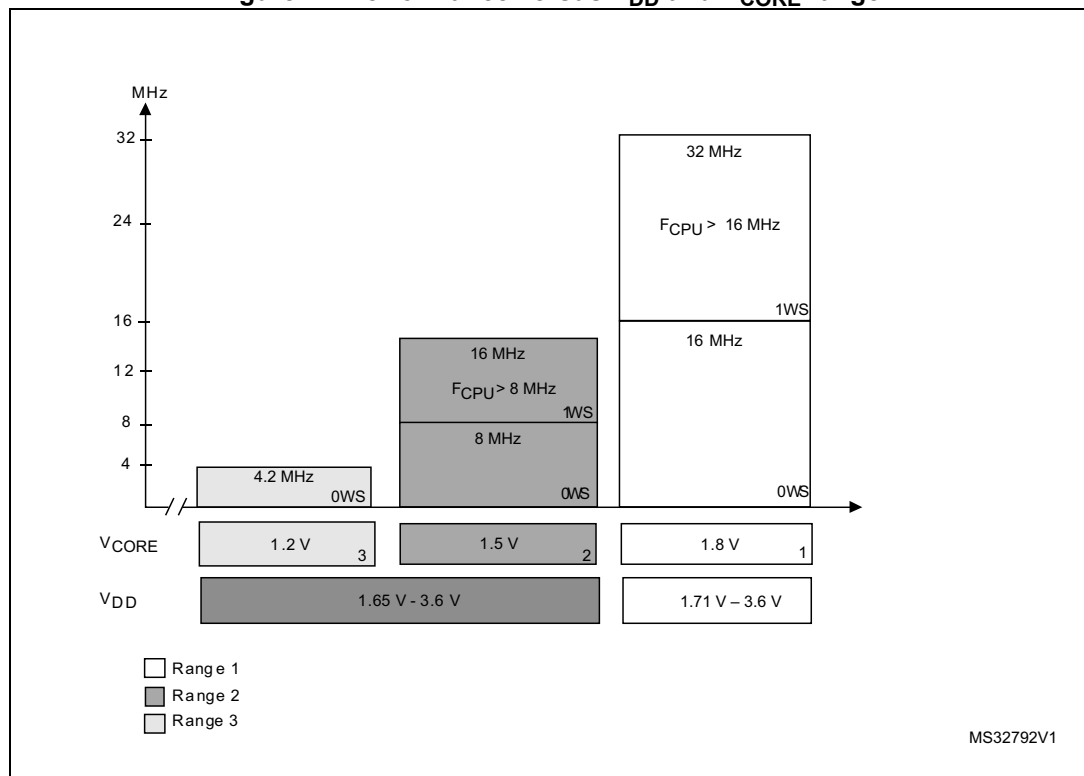 MHz
32
24
16
12
8
4
32 MHz
FCPU > 16 MHz
1WS
16 MHz
0WS
16 MHz
FCPU > 8 MHz
1WS
8 MHz
0WS
4.2 MHz
0WS
VCORE 1.2 V 3 1.5 V 2 1.8 V 1
VDD 1.65 V - 3.6 V 1.71 V – 3.6 V
Range 1
Range 2
Range 3
MS32792V1